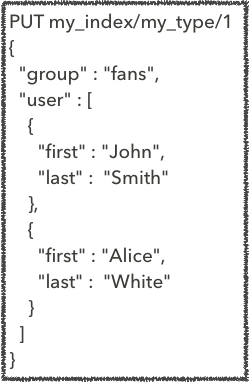 PUT my_index/my_type/1
{
"group" : "fans",
"user" : [
{
"first" : "John",
"last" :  "Smith"
},
{
"first" : "Alice",
"last" :  "White"
}
]
}